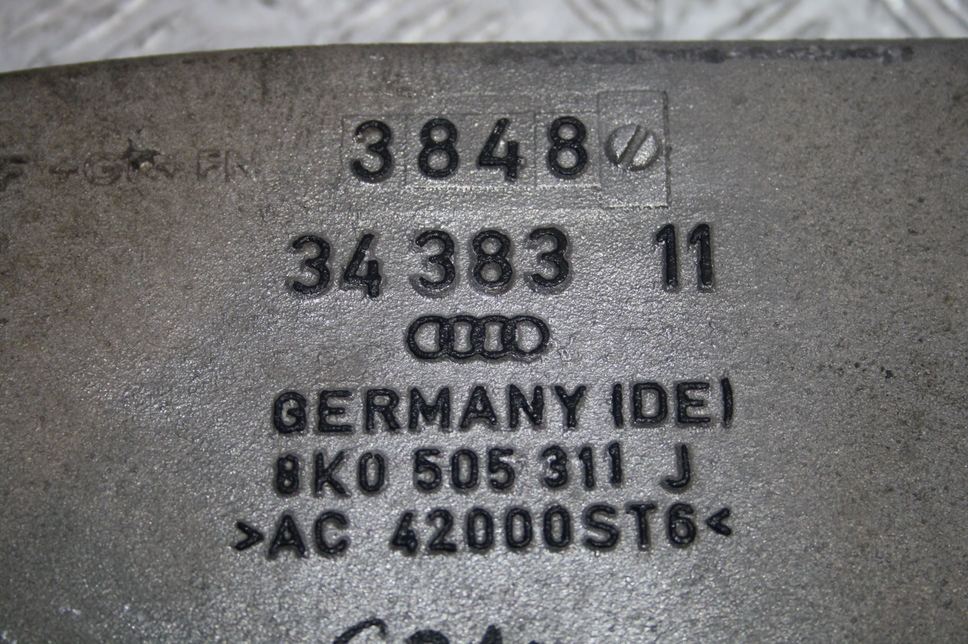 3848
34 383 11
GERMANY (DE)
8K0 505 311 J
>AC 42000ST6<